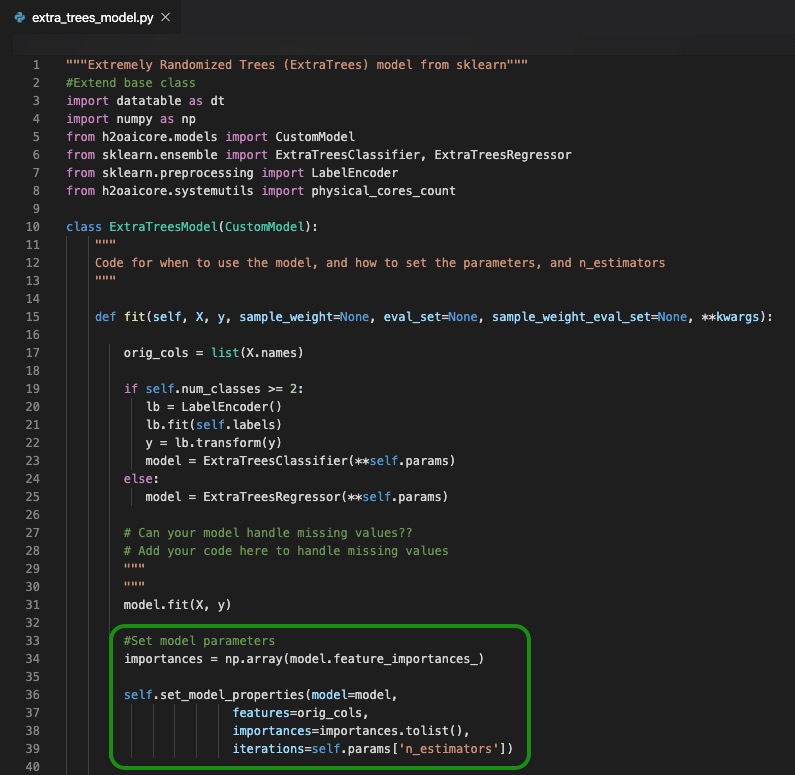 extra_trees_model.py ×
1 """Extremely Randomized Trees (ExtraTrees) model from sklearn"""
2 #Extend base class
3 import datatable as dt
4 import numpy as np
5 from h2oaicore.models import CustomModel
6 from sklearn.ensemble import ExtraTreesClassifier, ExtraTreesRegressor
7 from sklearn.preprocessing import LabelEncoder
8 from h2oaicore.systemutils import physical_cores_count
9
10 class ExtraTreesModel(CustomModel):
11 """
12 Code for when to use the model, and how to set the parameters, and n_estimators
13 """
14
15 def fit(self, X, y, sample_weight=None, eval_set=None, sample_weight_eval_set=None, **kwargs):
16
17 orig_cols = list(X.names)
18
19 if self.num_classes >= 2:
20 lb = LabelEncoder()
21 lb.fit(self.labels)
22 y = lb.transform(y)
23 model = ExtraTreesClassifier(**self.params)
24 else:
25 model = ExtraTreesRegressor(**self.params)
26
27 # Can your model handle missing values??
28 # Add your code here to handle missing values
29 """
30 """
31 model.fit(X, y)
32
33 #Set model parameters
34 importances = np.array(model.feature_importances_)
35
36 self.set_model_properties(model=model,
37 features=orig_cols,
38 importances=importances.tolist(),
39 iterations=self.params['n_estimators'])
40